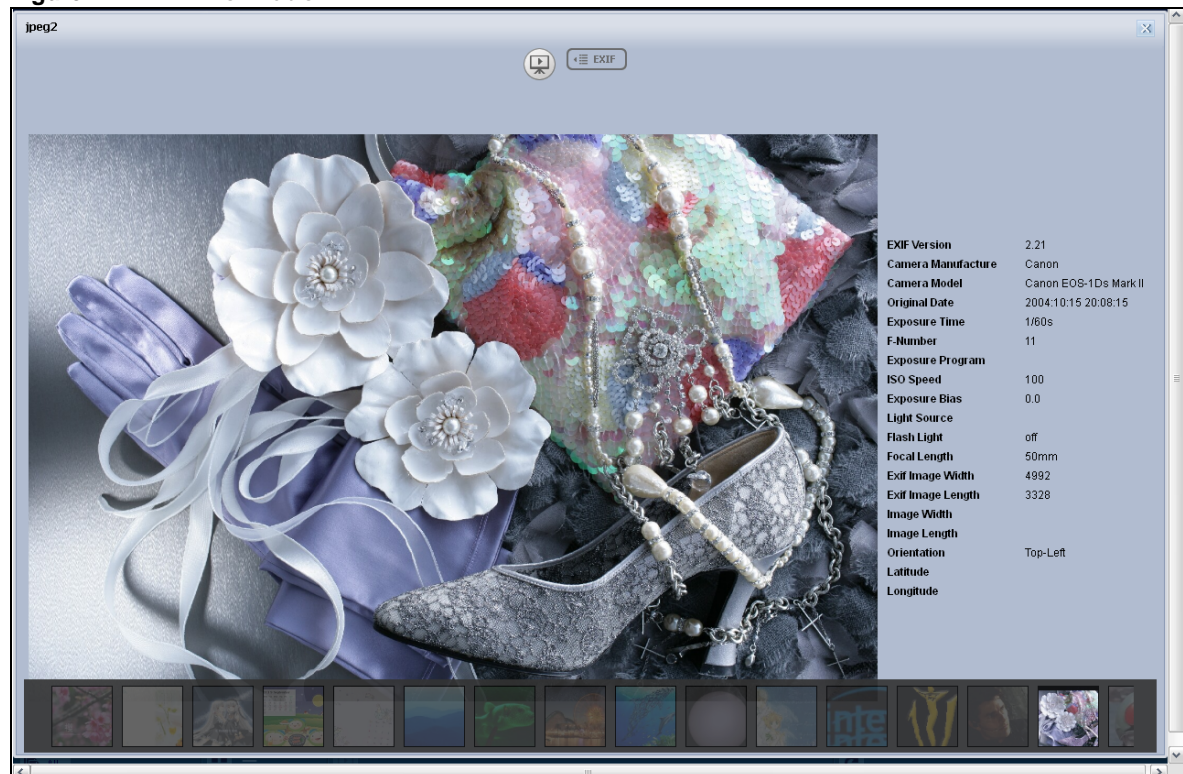 jpeg2
EXIF
EXIF Version 2.21
Camera Manufacture Canon
Camera Model Canon EOS-1Ds Mark II
Original Date 2004:10:15 20:08:15
Exposure Time 1/60s
F-Number 11
Exposure Program
ISO Speed 100
Exposure Bias 0.0
Light Source
Flash Light off
Focal Length 50mm
Exif Image Width 4992
Exif Image Length 3328
Image Width
Image Length
Orientation Top-Left
Latitude
Longitude